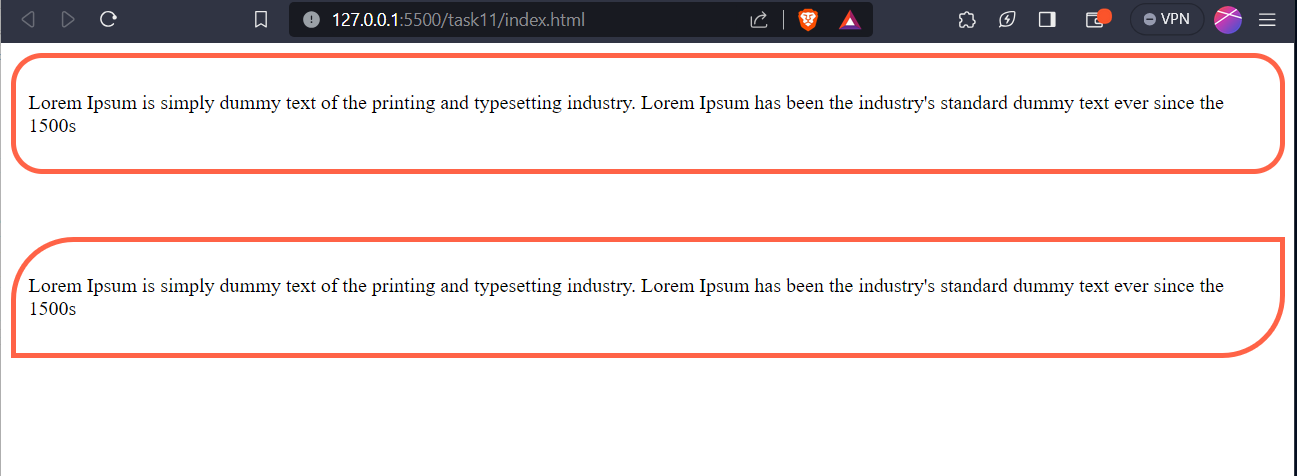 127.0.0.1:5500/task11/index.html
VPN
Lorem Ipsum is simply dummy text of the printing and typesetting industry. Lorem Ipsum has been the industry's standard dummy text ever since the
1500s
Lorem Ipsum is simply dummy text of the printing and typesetting industry. Lorem Ipsum has been the industry's standard dummy text ever since the
1500s